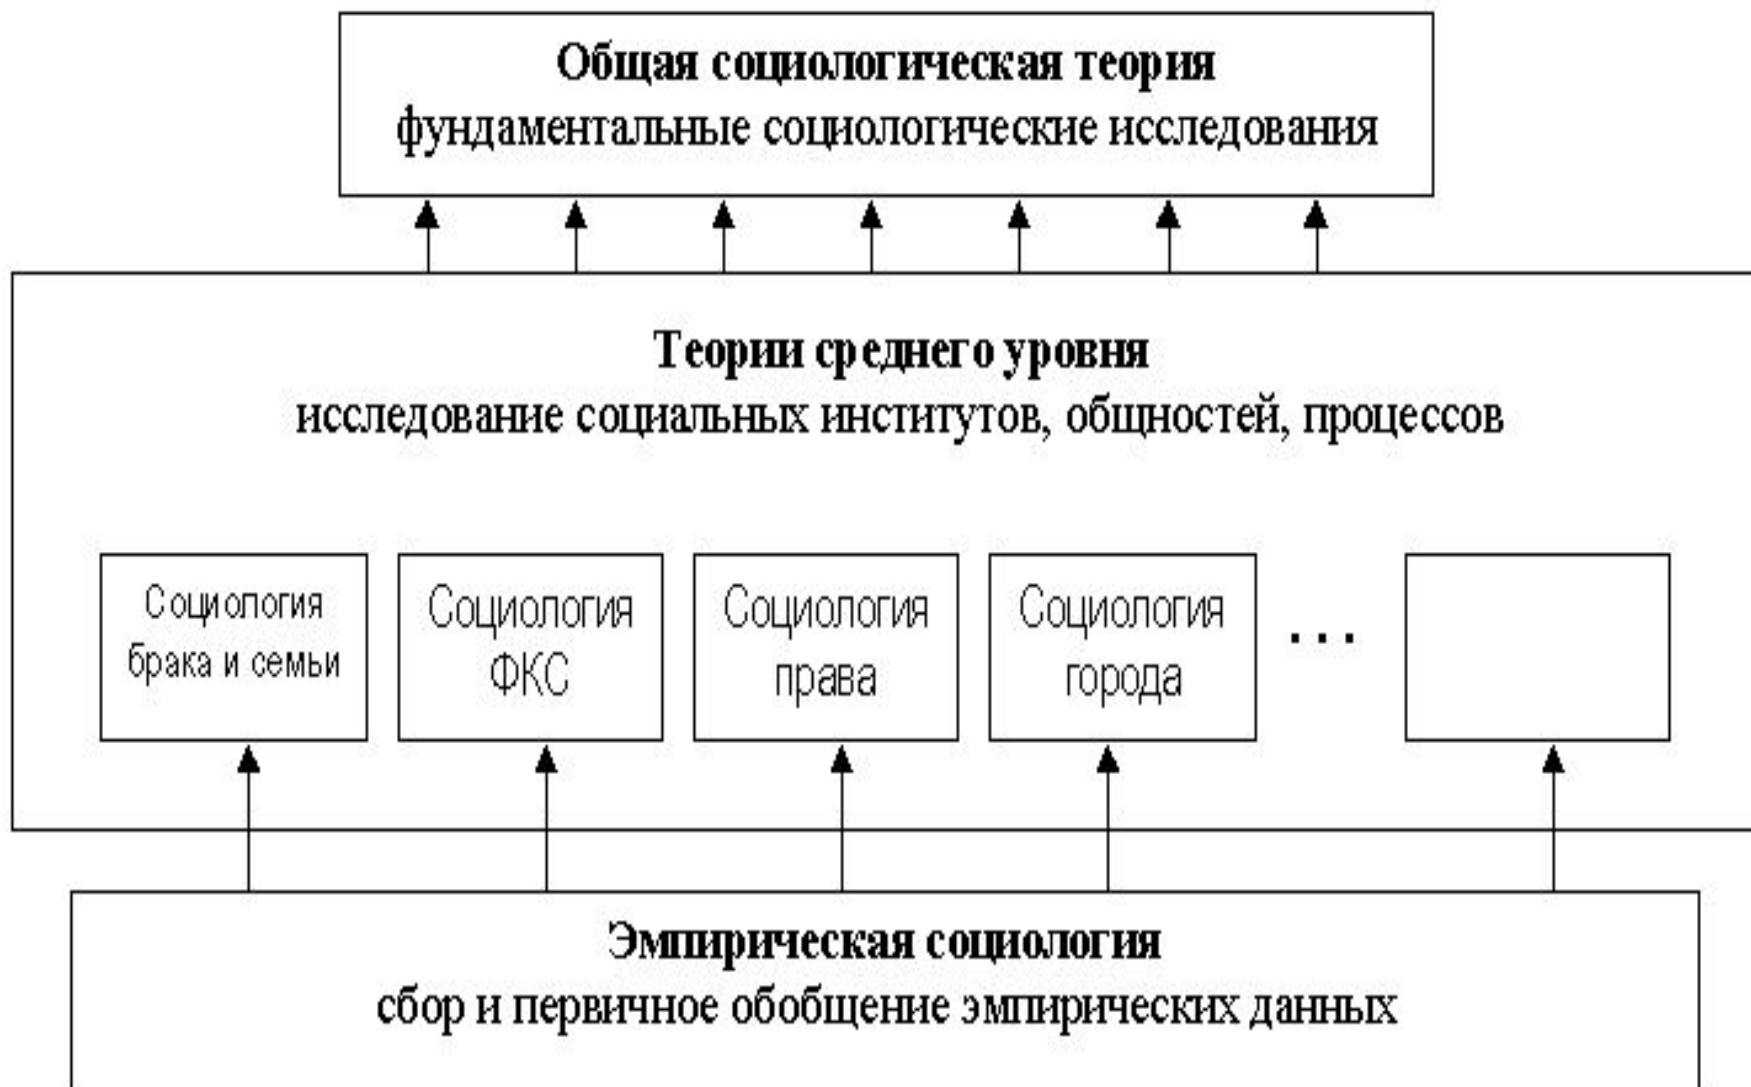 Общая социологическая теория
фундаментальные социологические исследования
Теории среднего уровня
исследование социальных институтов, общностей, процессов
Социология
брака и семьи
Социология
ФКС
Социология
права
Социология
города
...
Эмпирическая социология
сбор и первичное обобщение эмпирических данных